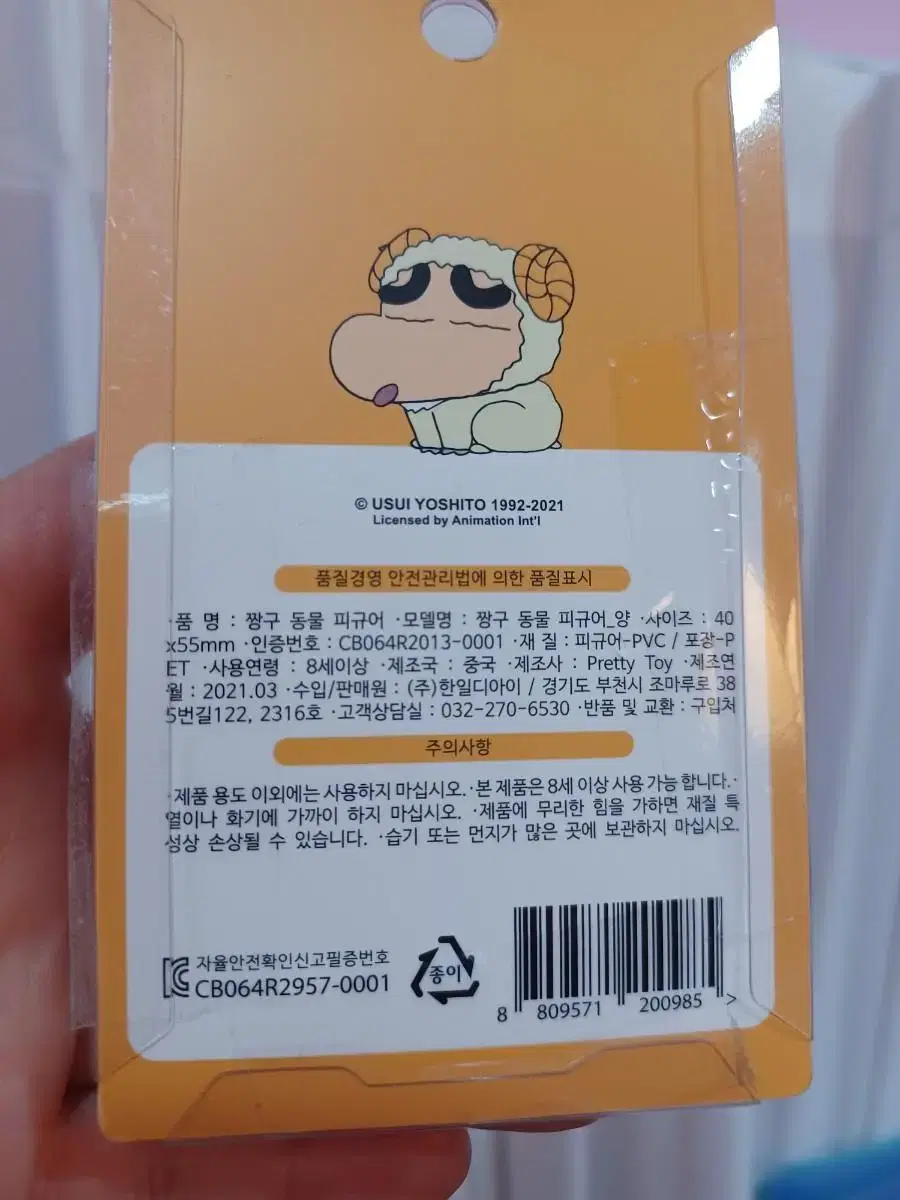 © USUI YOSHITO 1992-2021
Licensed by Animation Int'l
품질경영 안전관리법에 의한 품질표시
·품 명 : 짱구 동물 피규어 ·모델명 : 짱구 동물 피규어_양 ·사이즈 : 40
x55mm ·인증번호 : CB064R2013-0001 ·재 질 : 피규어-PVC / 포장-P
ET ·사용연령 : 8세이상 ·제조국 : 중국 ·제조사 : Pretty Toy ·제조연
월 : 2021.03 ·수입/판매원 : (주)한일디아이 / 경기도 부천시 조마루로 38
5번길122, 2316호 ·고객상담실 : 032-270-6530 ·반품 및 교환 : 구입처
주의사항
·제품 용도 이외에는 사용하지 마십시오.·본 제품은 8세 이상 사용 가능 합니다.·
열이나 화기에 가까이 하지 마십시오. ·제품에 무리한 힘을 가하면 재질 특
성상 손상될 수 있습니다. ·습기 또는 먼지가 많은 곳에 보관하지 마십시오.
자율안전확인신고필증번호
CB064R2957-0001
종이
8 809571 200985 >